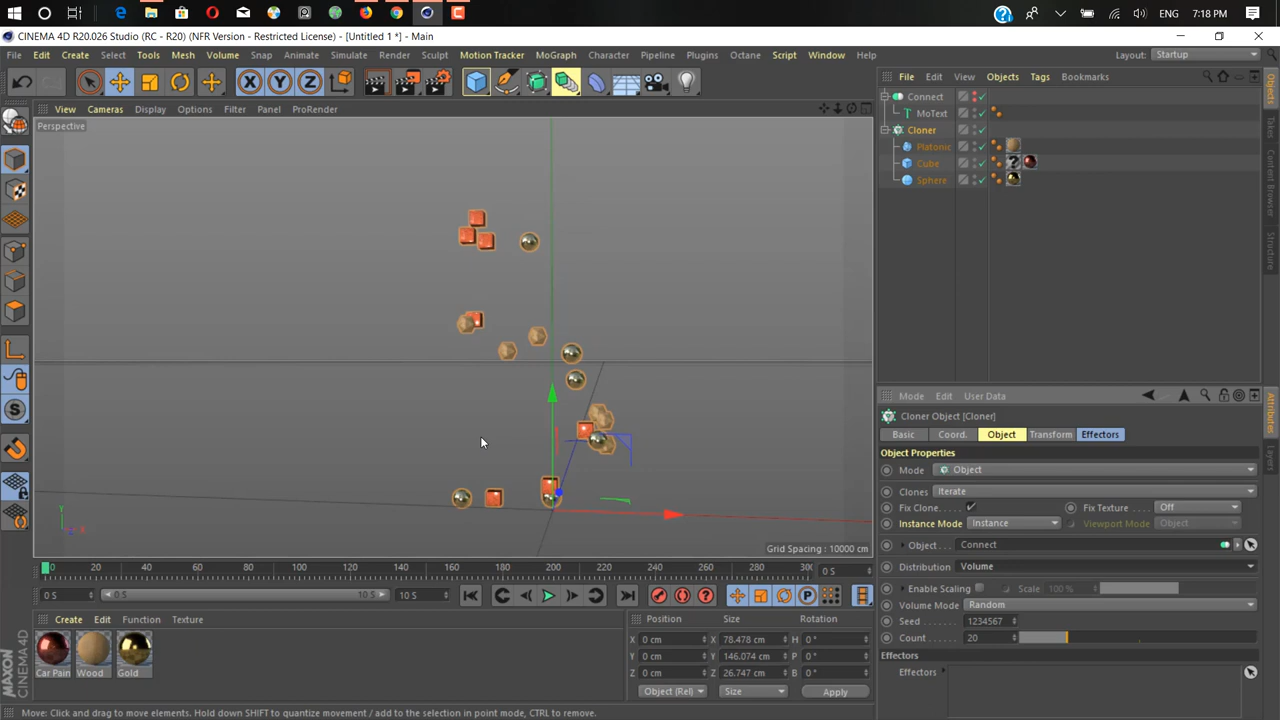 ENG 7:18 PM
CINEMA 4D R20.026 Studio (RC - R20) (NFR Version - Restricted License) - [Untitled 1 *] - Main
File Edit Create Select Tools Mesh Volume Snap Animate Simulate Render Sculpt Motion Tracker MoGraph Character Pipeline Plugins Octane Script Window Help
Layout: Startup
X Y Z
File Edit View Objects Tags Bookmarks
View Cameras Display Options Filter Panel ProRender
Perspective
Connect
MoText
Cloner
Platonic
Cube
Sphere
Objects
Takes
Content Browser
Structure
Mode Edit User Data
Cloner Object [Cloner]
Basic Coord. Object Transform Effectors
Object Properties
Mode Object
Clones Iterate
Fix Clone Fix Texture Off
Instance Mode Instance Viewport Mode Object
Object Connect
Distribution Volume
Enable Scaling Scale 100 %
Volume Mode Random
Seed 1234567
Count 20
Effectors
Effectors
Attributes
Layers
Y
X
Grid Spacing : 10000 cm
0 20 40 60 80 100 120 140 160 180 200 220 240 260 280 30 0 S
0 S 0 S 10 S 10 S
Create Edit Function Texture
Car Pain Wood Gold
Position Size Rotation
X 0 cm X 78.478 cm H 0 °
Y 0 cm Y 146.074 cm P 0 °
Z 0 cm Z 26.747 cm B 0 °
Object (Rel) Size Apply
MAXON CINEMA 4D
Move: Click and drag to move elements. Hold down SHIFT to quantize movement / add to the selection in point mode, CTRL to remove.